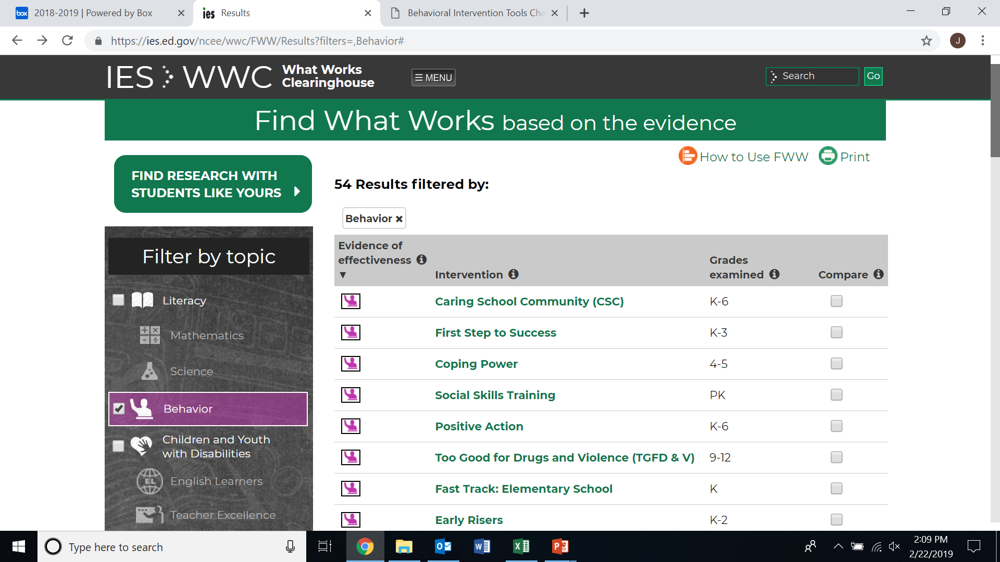 box 2018-2019 | Powered by Box
ies Results
Behavioral Intervention Tools Cha
https://ies.ed.gov/ncee/wwc/FWW/Results?filters=,Behavior#
J
IES WWC What Works
Clearinghouse
MENU
Search
Go
Find What Works based on the evidence
How to Use FWW
Print
FIND RESEARCH WITH
STUDENTS LIKE YOURS
54 Results filtered by:
Behavior
Filter by topic
Literacy
Mathematics
Science
Behavior
Children and Youth
with Disabilities
EL English Learners
Teacher Excellence
Evidence of
effectiveness
Intervention
Grades
examined
Compare
Caring School Community (CSC) K-6
First Step to Success K-3
Coping Power 4-5
Social Skills Training PK
Positive Action K-6
Too Good for Drugs and Violence (TGFD & V) 9-12
Fast Track: Elementary School K
Early Risers K-2
Type here to search
2:09 PM
2/22/2019